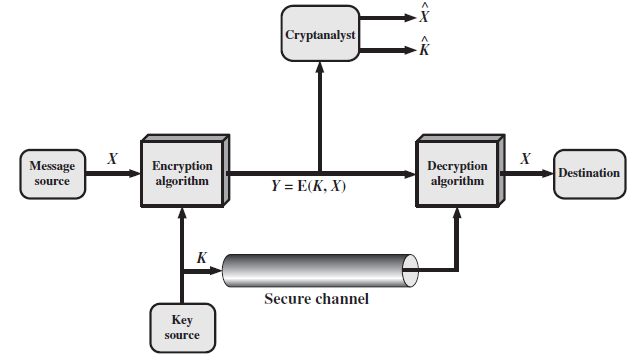 X̂
Cryptanalyst
K̂
Message
source
X
Encryption
algorithm
Y = E(K, X)
Decryption
algorithm
X
Destination
K
Secure channel
Key
source